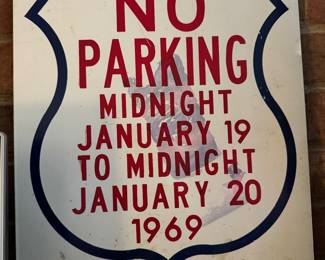 NO
PARKING
MIDNIGHT
JANUARY 19
TO MIDNIGHT
JANUARY 20
1969